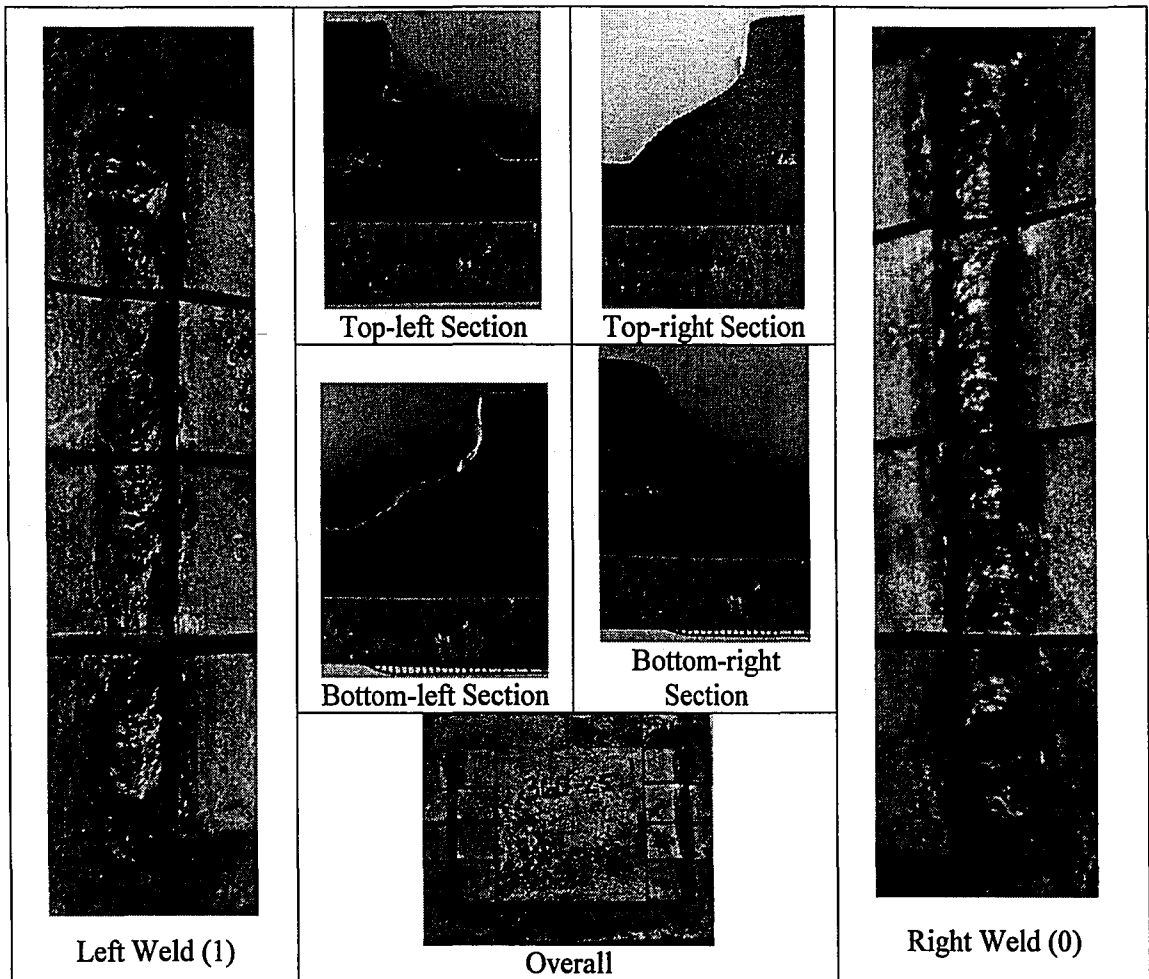 Top-left Section
Top-right Section
Bottom-left Section
Bottom-right
Section
Left Weld (1)
Overall
Right Weld (0)